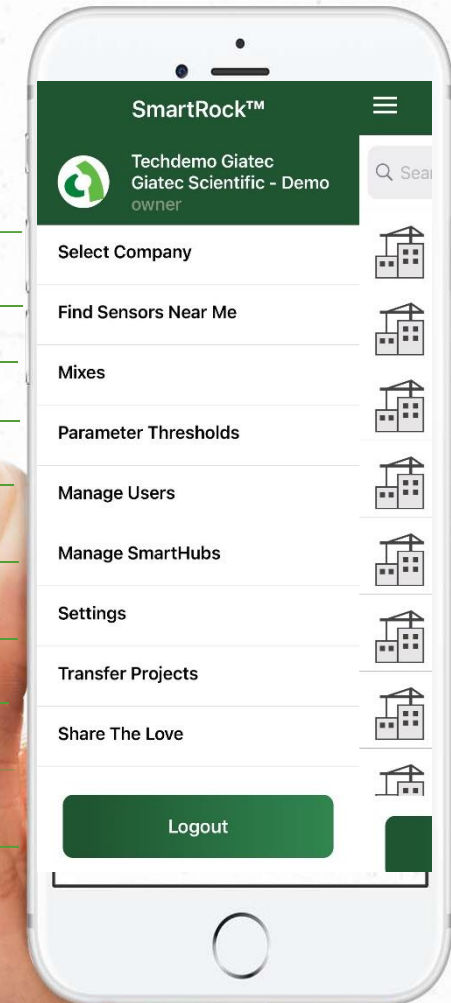 SmartRock™
Techdemo Giatec
Giatec Scientific - Demo
owner
Select Company
Find Sensors Near Me
Mixes
Parameter Thresholds
Manage Users
Manage SmartHubs
Settings
Transfer Projects
Share The Love
Logout